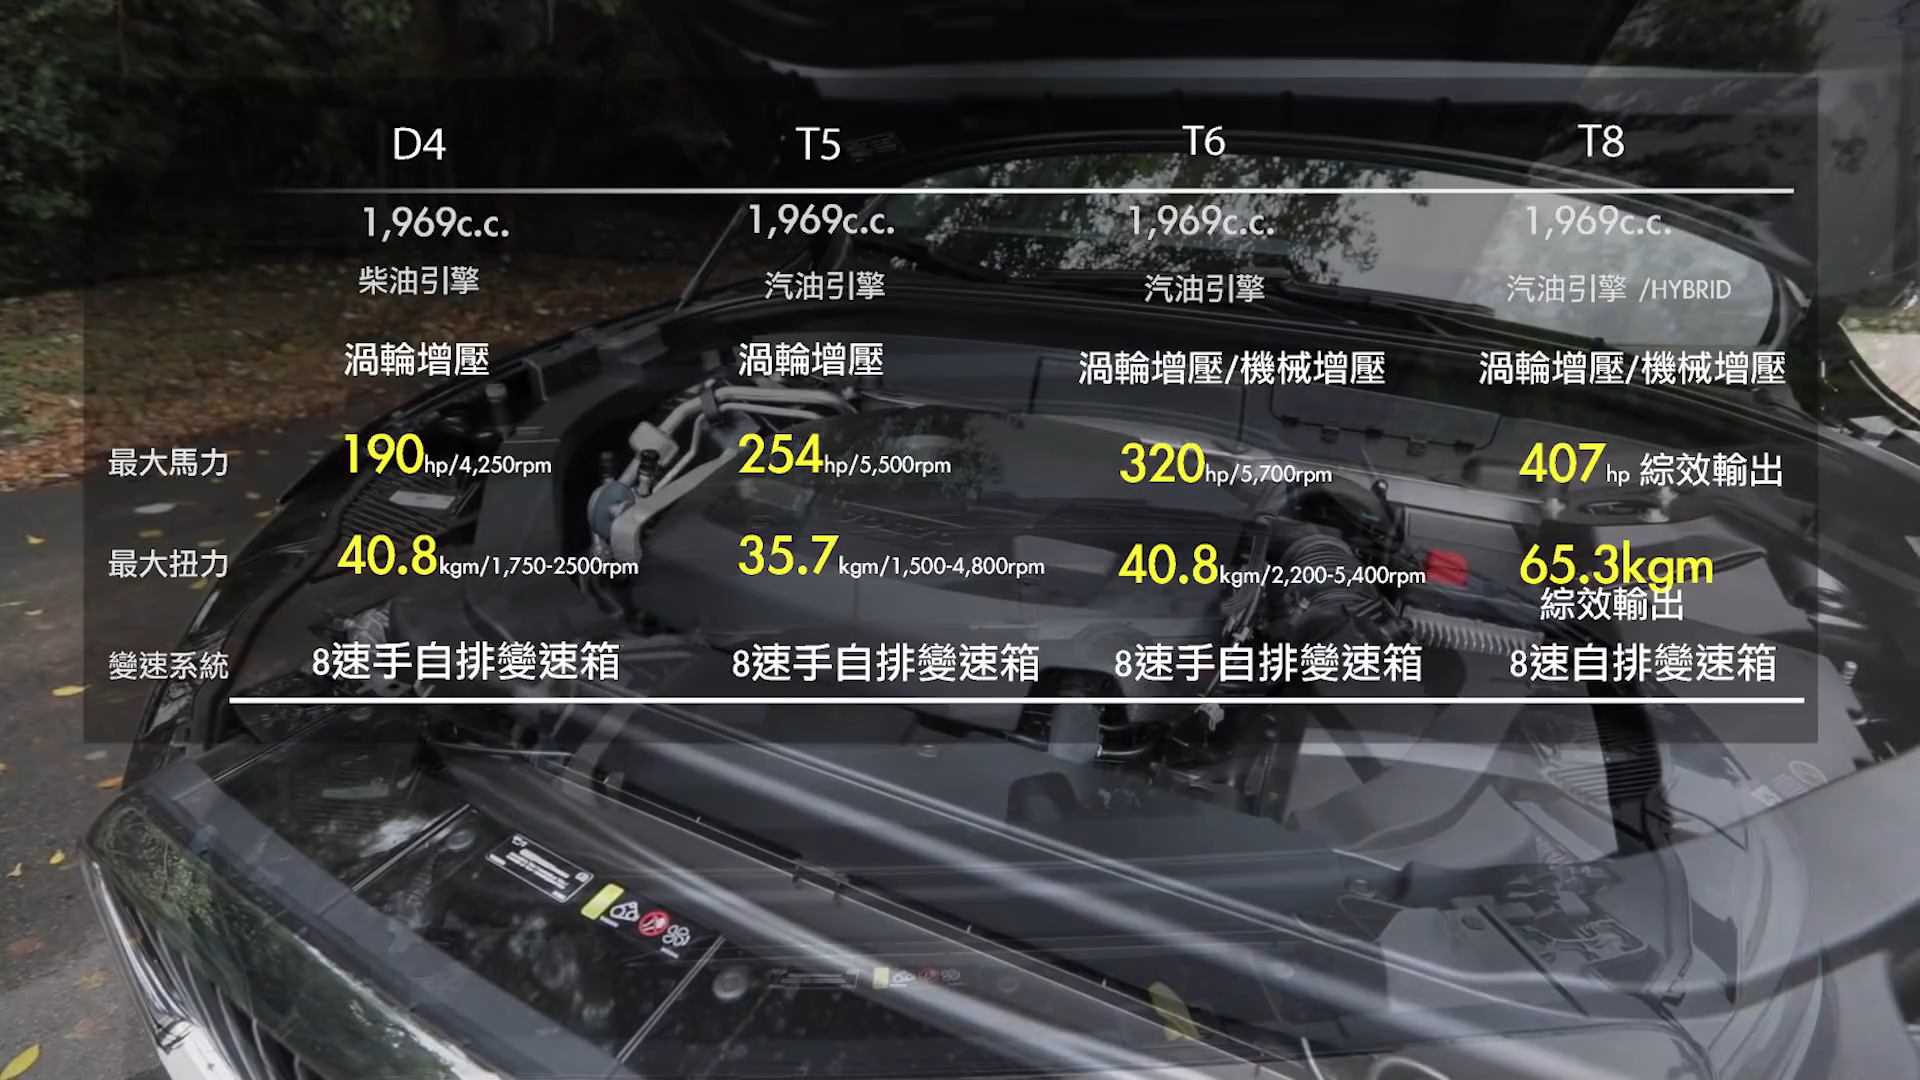 D4 T5 T6 T8
1,969c.c. 1,969c.c. 1,969c.c. 1,969c.c.
柴油引擎 汽油引擎 汽油引擎 汽油引擎 /HYBRID
渦輪增壓 渦輪增壓 渦輪增壓/機械增壓 渦輪增壓/機械增壓
最大馬力 190hp/4,250rpm 254hp/5,500rpm 320hp/5,700rpm 407hp 綜效輸出
最大扭力 40.8kgm/1,750-2500rpm 35.7kgm/1,500-4,800rpm 40.8kgm/2,200-5,400rpm 65.3kgm
綜效輸出
變速系統 8速手自排變速箱 8速手自排變速箱 8速手自排變速箱 8速自排變速箱